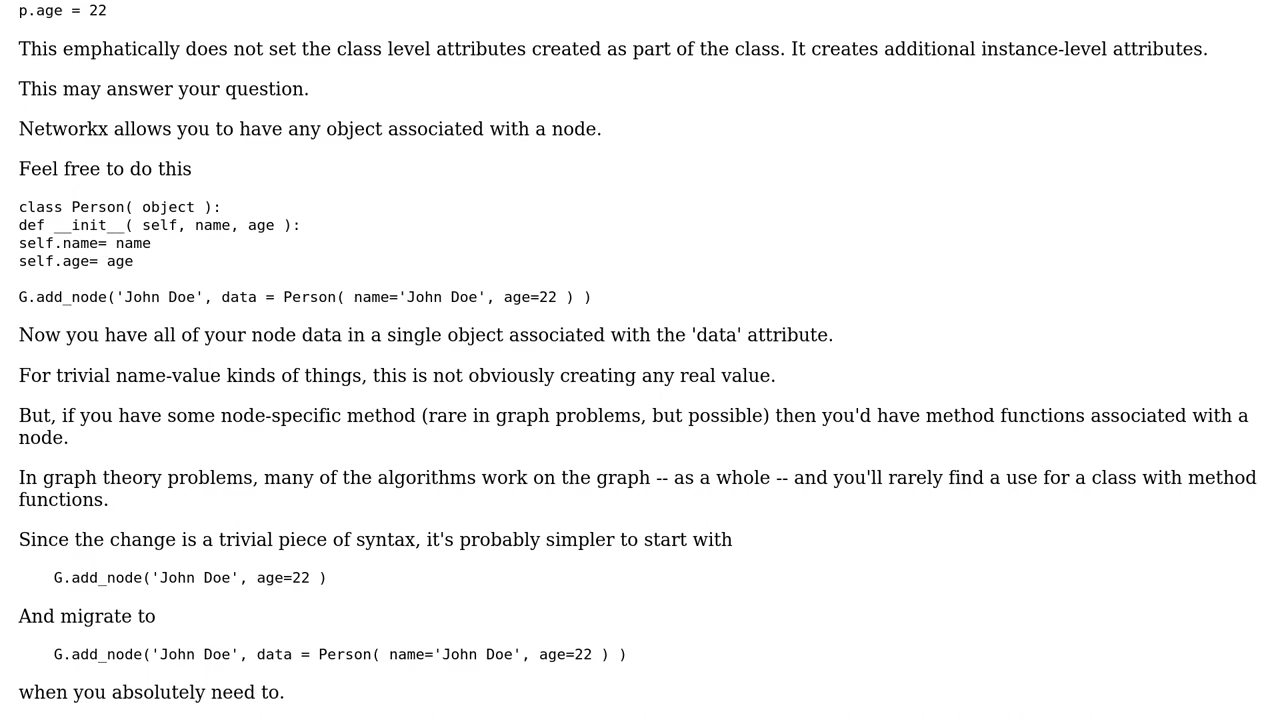 p.age = 22
This emphatically does not set the class level attributes created as part of the class. It creates additional instance-level attributes.
This may answer your question.
Networkx allows you to have any object associated with a node.
Feel free to do this
class Person( object ):
def __init__( self, name, age ):
self.name= name
self.age= age
G.add_node('John Doe', data = Person( name='John Doe', age=22 ) )
Now you have all of your node data in a single object associated with the 'data' attribute.
For trivial name-value kinds of things, this is not obviously creating any real value.
But, if you have some node-specific method (rare in graph problems, but possible) then you'd have method functions associated with a
node.
In graph theory problems, many of the algorithms work on the graph -- as a whole -- and you'll rarely find a use for a class with method
functions.
Since the change is a trivial piece of syntax, it's probably simpler to start with
    G.add_node('John Doe', age=22 )
And migrate to
    G.add_node('John Doe', data = Person( name='John Doe', age=22 ) )
when you absolutely need to.